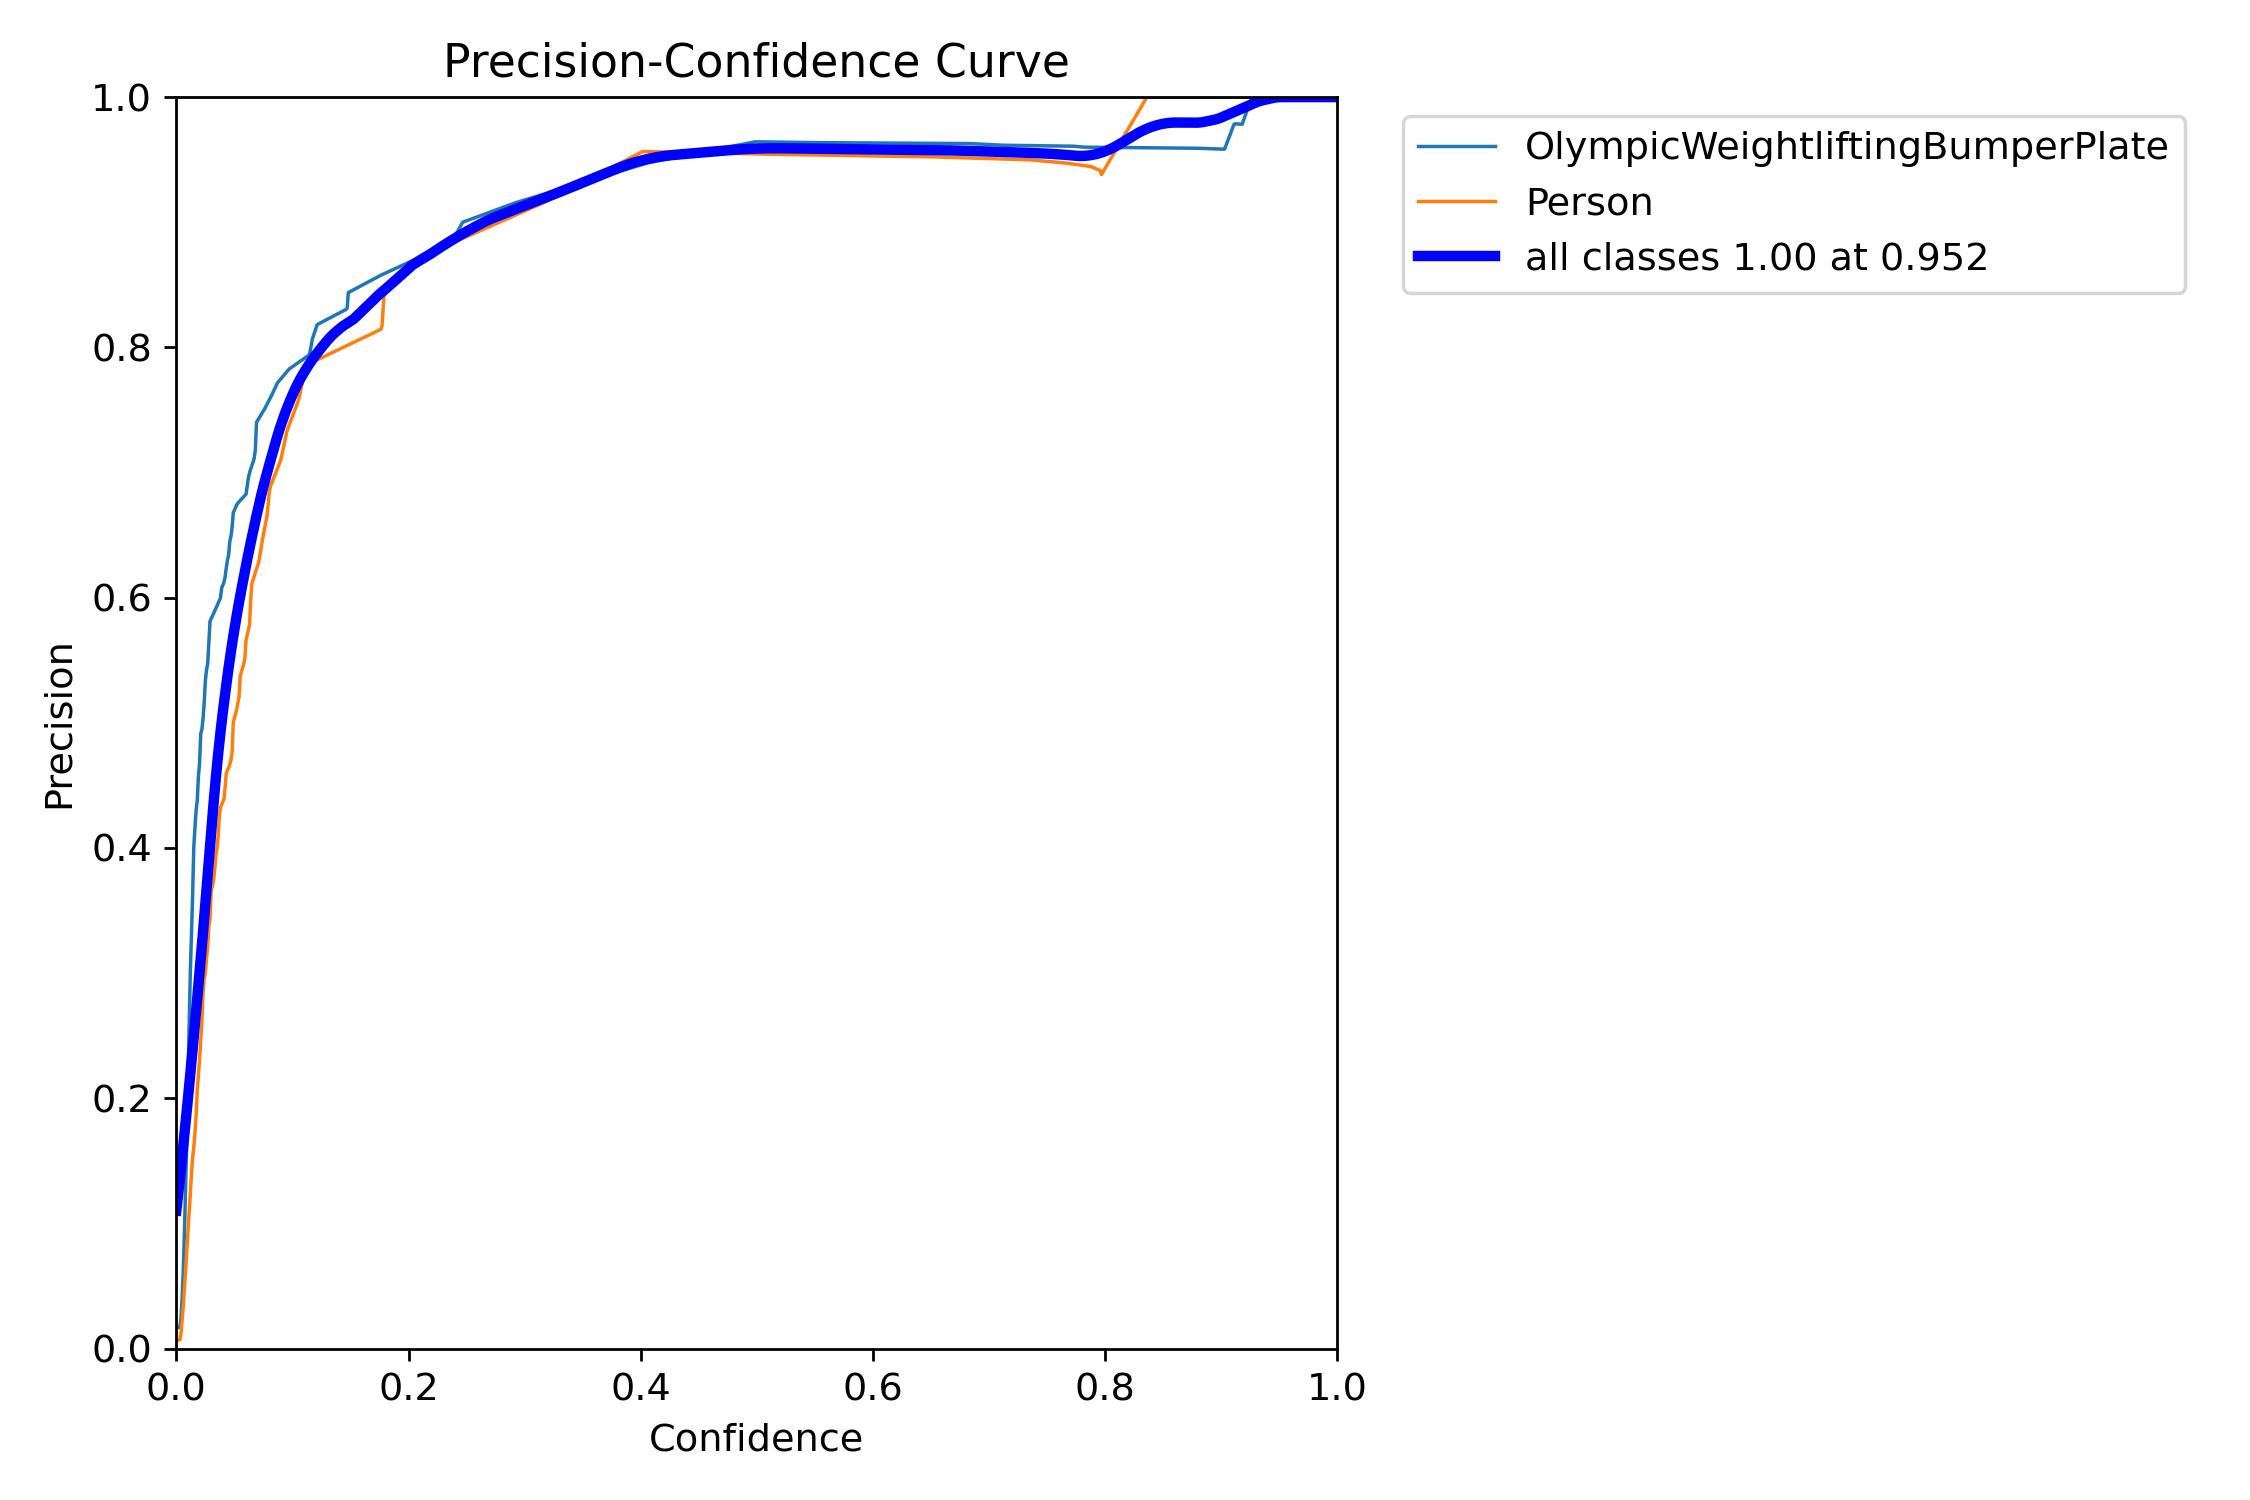 Precision-Confidence Curve
1.0
0.8
0.6
0.4
0.2
0.0
Precision
0.0 0.2 0.4 0.6 0.8 1.0
Confidence
OlympicWeightliftingBumperPlate
Person
all classes 1.00 at 0.952